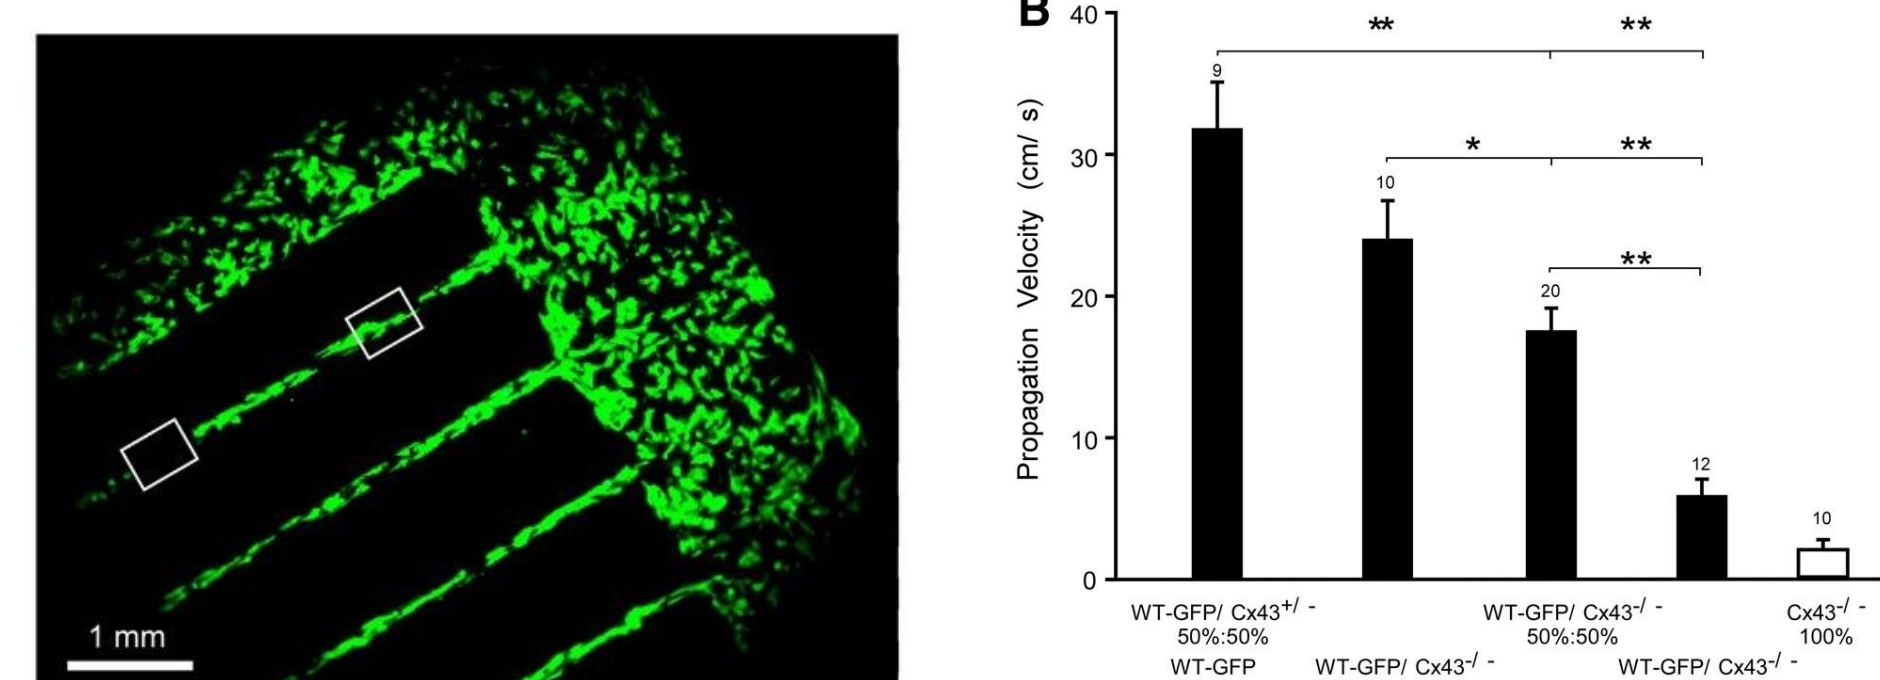 1 mm
B
Propagation Velocity (cm/ s)
40
30
20
10
0
** **
9
* **
10
**
20
12
10
WT-GFP/ Cx43+/ - WT-GFP/ Cx43-/ - Cx43-/ -
50%:50% 50%:50% 100%
WT-GFP WT-GFP/ Cx43-/ - WT-GFP/ Cx43-/ -